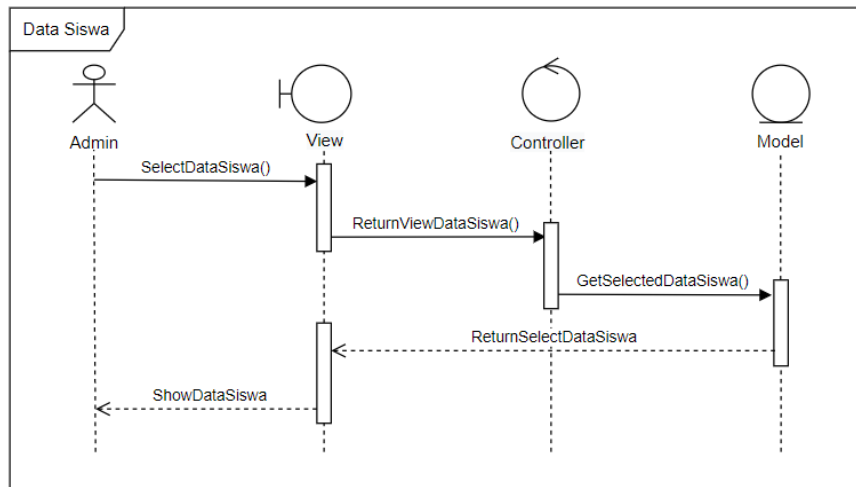 Data Siswa
Admin
View
Controller
Model
SelectDataSiswa()
ReturnViewDataSiswa()
GetSelectedDataSiswa()
ReturnSelectDataSiswa
ShowDataSiswa